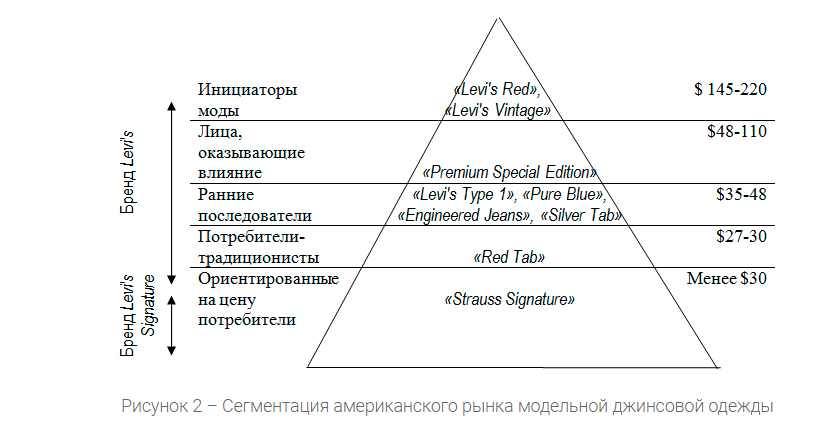 Инициаторы
моды
«Levi's Red»,
«Levi's Vintage»
$ 145-220
Лица,
оказывающие
влияние
«Premium Special Edition»
$48-110
Ранние
последователи
«Levi's Type 1», «Pure Blue»,
«Engineered Jeans», «Silver Tab»
$35-48
Потребители-
традиционисты
«Red Tab»
$27-30
Ориентированные
на цену
потребители
«Strauss Signature»
Менее $30
Бренд Levi's
Бренд Levi's
Signature
Рисунок 2 – Сегментация американского рынка модельной джинсовой одежды